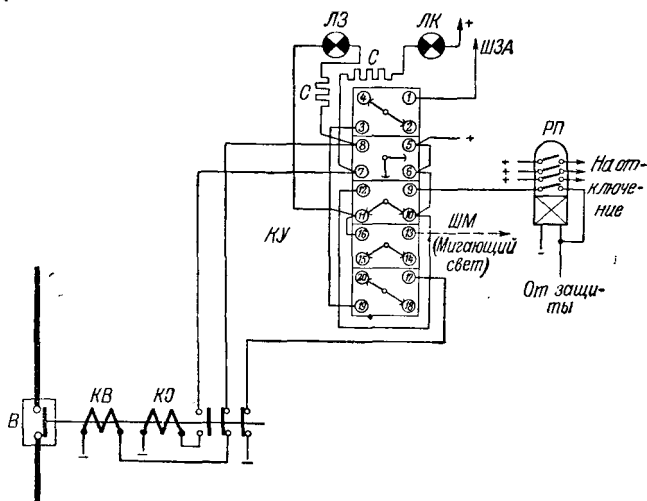 ЛЗ
ЛК
+
ШЗА
С
С
4
1
3
2
8
5
+
РП
7
6
+
+
+
На от-
ключе-
ние
12
9
11
10
КУ
16
13
ШМ
(Мигающий
свет)
15
14
20
17
От защи-
ты
19
18
КВ
КО
В